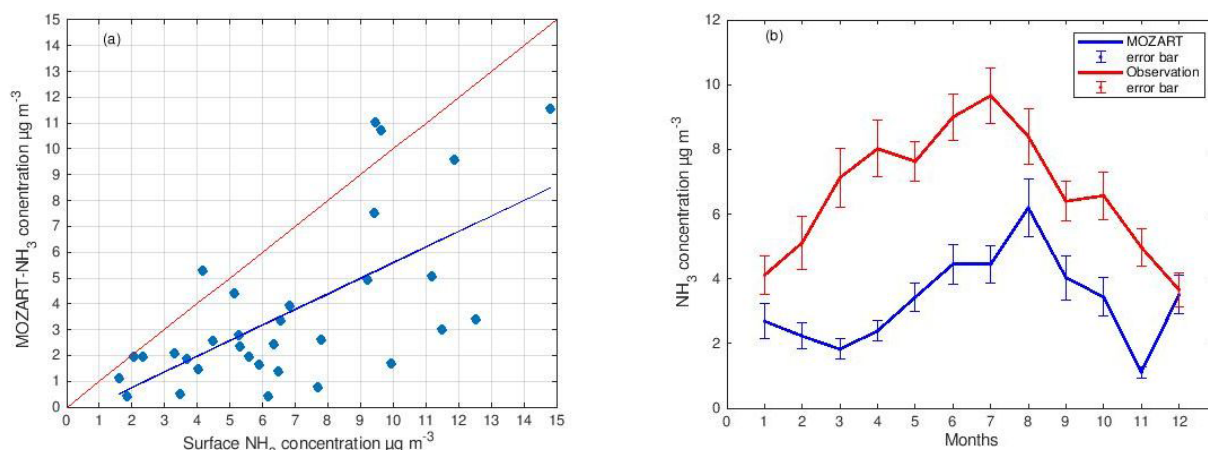 (a)
15
14
13
12
11
10
9
8
7
6
5
4
3
2
1
0
MOZART-NH3 conentration µg m-3
0 1 2 3 4 5 6 7 8 9 10 11 12 13 14 15
Surface NH3 concentration µg m-3
(b)
12
10
8
6
4
2
0
NH3 concentration µg m-3
MOZART
error bar
Observation
error bar
0 1 2 3 4 5 6 7 8 9 10 11 12 13
Months